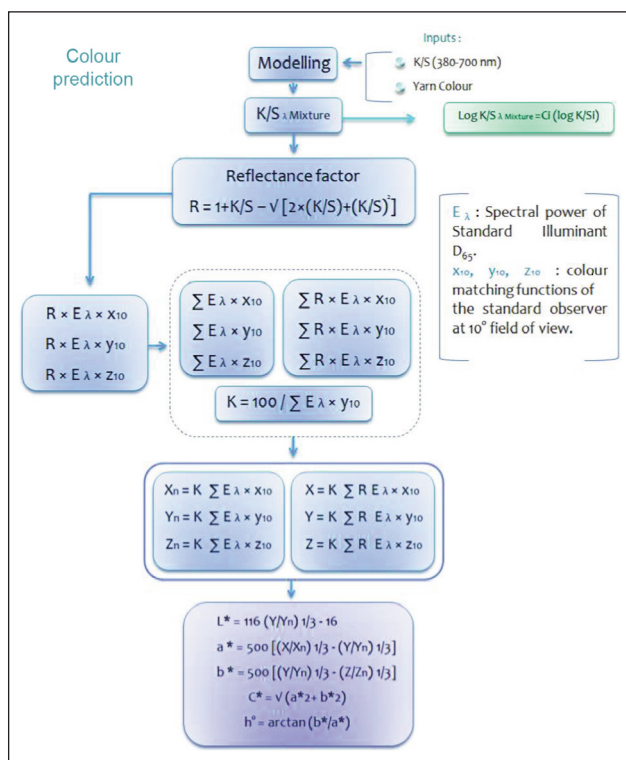 Colour
prediction
Modelling
Inputs :
K/S (380-700 nm)
Yarn Colour
K/S λ Mixture
Log K/S λ Mixture =Ci (log K/Si)
Reflectance factor
R = 1+K/S – √ [2×(K/S)+(K/S)²]
E λ : Spectral power of
Standard Illuminant
D65.
x10, y10, z10 : colour
matching functions of
the standard observer
at 10° field of view.
R × E λ × x10
R × E λ × y10
R × E λ × z10
∑ E λ × x10
∑ E λ × y10
∑ E λ × z10
∑ R × E λ × x10
∑ R × E λ × y10
∑ R × E λ × z10
K = 100 / ∑ E λ × y10
Xn = K ∑ E λ × x10
Yn = K ∑ E λ × y10
Zn = K ∑ E λ × z10
X = K ∑ R E λ × x10
Y = K ∑ R E λ × y10
Z = K ∑ R E λ × z10
L* = 116 (Y/Yn) 1/3 - 16
a* = 500 [(X/Xn) 1/3 - (Y/Yn) 1/3]
b* = 500 [(Y/Yn) 1/3 - (Z/Zn) 1/3]
C* = √ (a*2+ b*2)
h° = arctan (b*/a*)